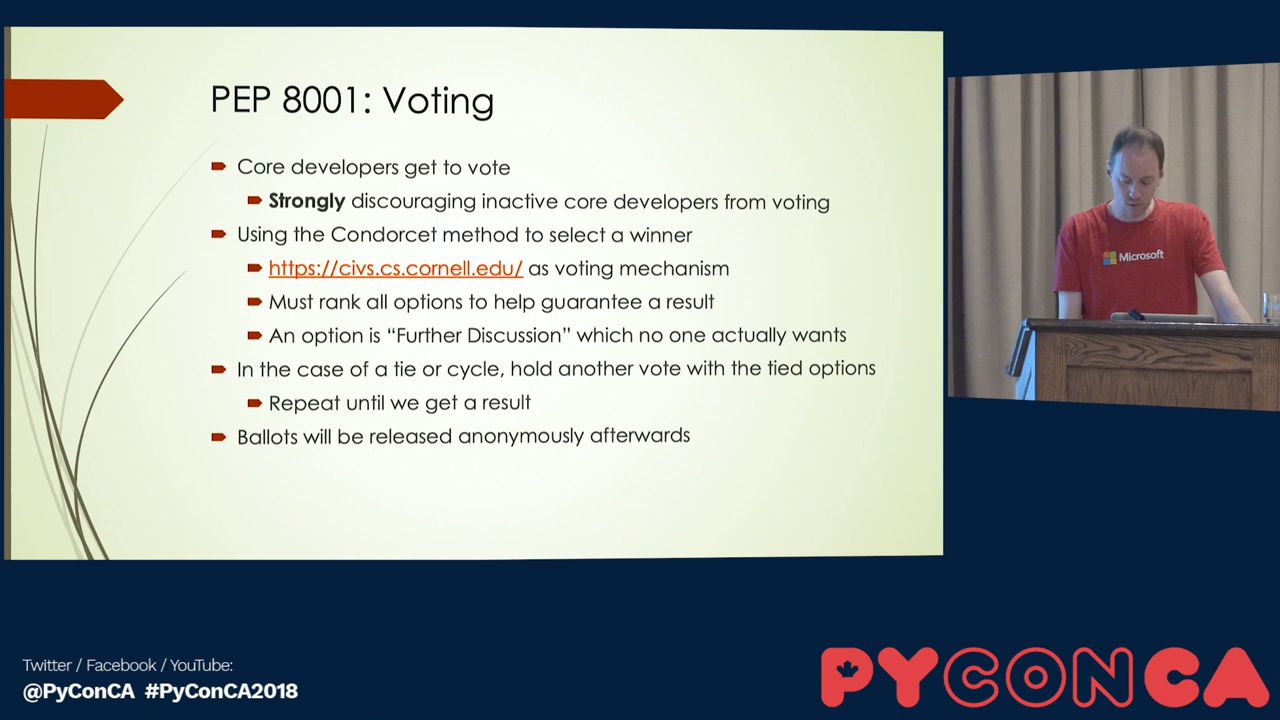 PEP 8001: Voting
Core developers get to vote
Strongly discouraging inactive core developers from voting
Using the Condorcet method to select a winner
https://civs.cs.cornell.edu/ as voting mechanism
Must rank all options to help guarantee a result
An option is “Further Discussion” which no one actually wants
In the case of a tie or cycle, hold another vote with the tied options
Repeat until we get a result
Ballots will be released anonymously afterwards
Microsoft
Twitter / Facebook / YouTube:
@PyConCA #PyConCA2018
PYCONCA